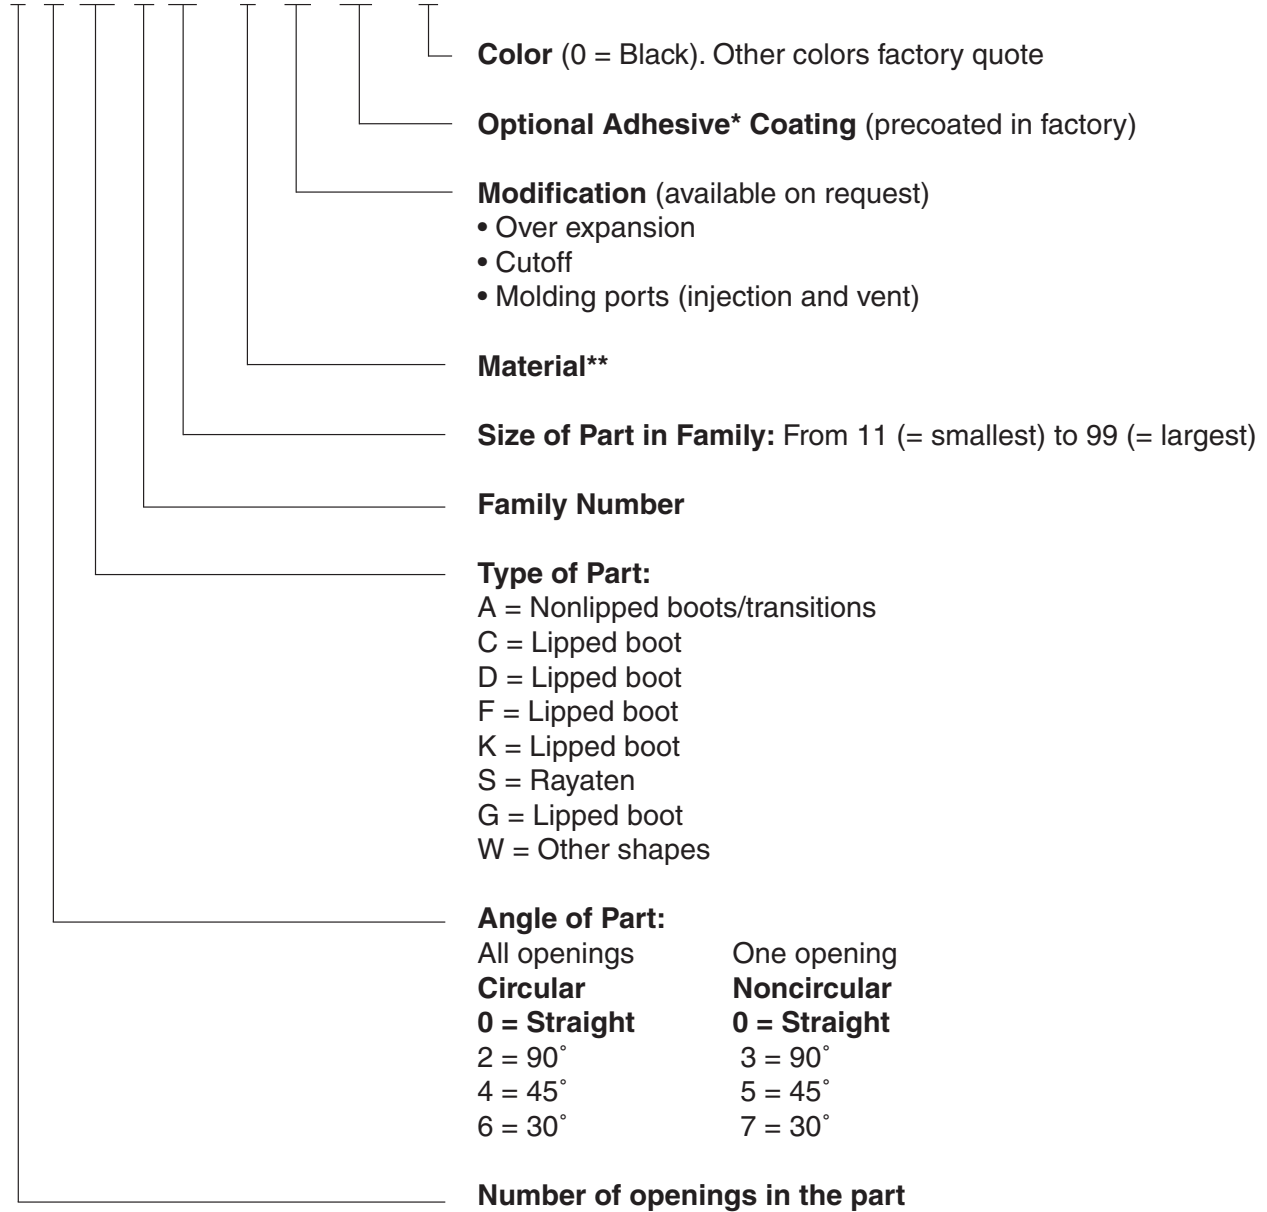 Color (0 = Black). Other colors factory quote
Optional Adhesive* Coating (precoated in factory)
Modification (available on request)
• Over expansion
• Cutoff
• Molding ports (injection and vent)
Material**
Size of Part in Family: From 11 (= smallest) to 99 (= largest)
Family Number
Type of Part:
A = Nonlipped boots/transitions
C = Lipped boot
D = Lipped boot
F = Lipped boot
K = Lipped boot
S = Rayaten
G = Lipped boot
W = Other shapes
Angle of Part:
All openings One opening
Circular Noncircular
0 = Straight 0 = Straight
2 = 90° 3 = 90°
4 = 45° 5 = 45°
6 = 30° 7 = 30°
Number of openings in the part